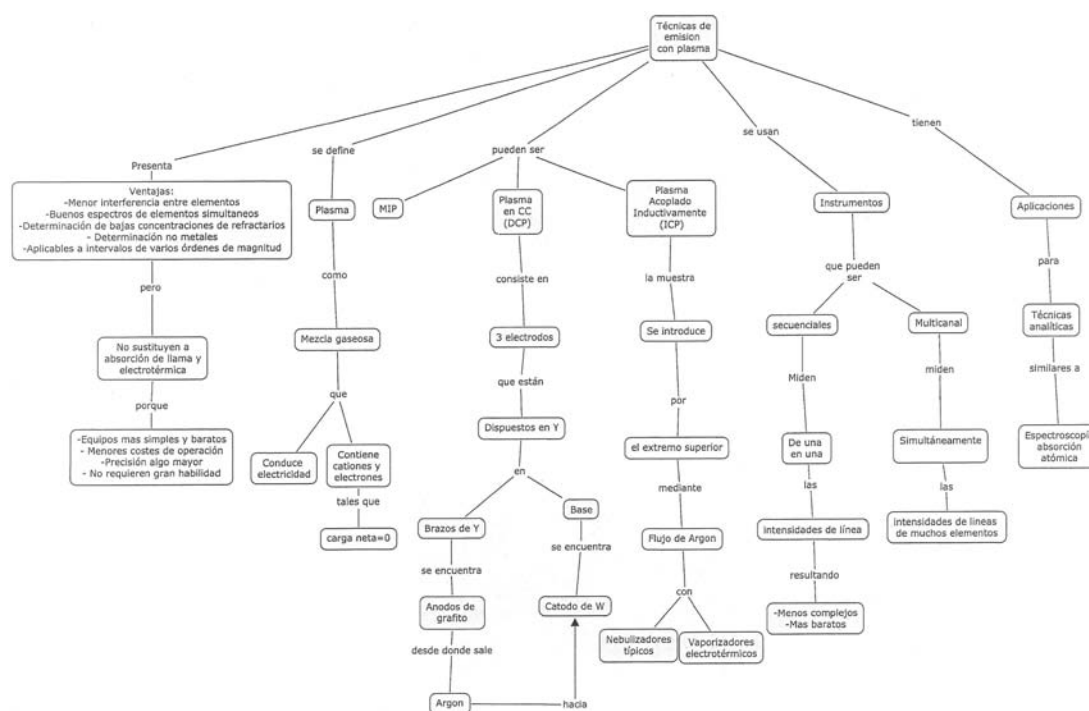 Técnicas de
emision
con plasma
Presenta
Ventajas:
-Menor interferencia entre elementos
-Buenos espectros de elementos simultaneos
-Determinación de bajas concentraciones de refractarios
- Determinación no metales
-Aplicables a intervalos de varios órdenes de magnitud
pero
No sustituyen a
absorción de llama y
electrotérmica
porque
-Equipos mas simples y baratos
- Menores costes de operación
-Precisión algo mayor
- No requieren gran habilidad
se define
Plasma
como
Mezcla gaseosa
que
Conduce
electricidad
Contiene
cationes y
electrones
tales que
carga neta=0
pueden ser
MIP
Plasma
en CC
(DCP)
consiste en
3 electrodos
que están
Dispuestos en Y
en
Brazos de Y
se encuentra
Anodos de
grafito
desde donde sale
Argon
hacia
Base
se encuentra
Catodo de W
Plasma
Acoplado
Inductivamente
(ICP)
la muestra
Se introduce
por
el extremo superior
mediante
Flujo de Argon
con
Nebulizadores
típicos
Vaporizadores
electrotérmicos
se usan
Instrumentos
que pueden
ser
secuenciales
Miden
De una
en una
las
intensidades de línea
resultando
-Menos complejos
-Mas baratos
Multicanal
miden
Simultáneamente
las
intensidades de lineas
de muchos elementos
tienen
Aplicaciones
para
Técnicas
analíticas
similares a
Espectroscopía
absorción
atómica